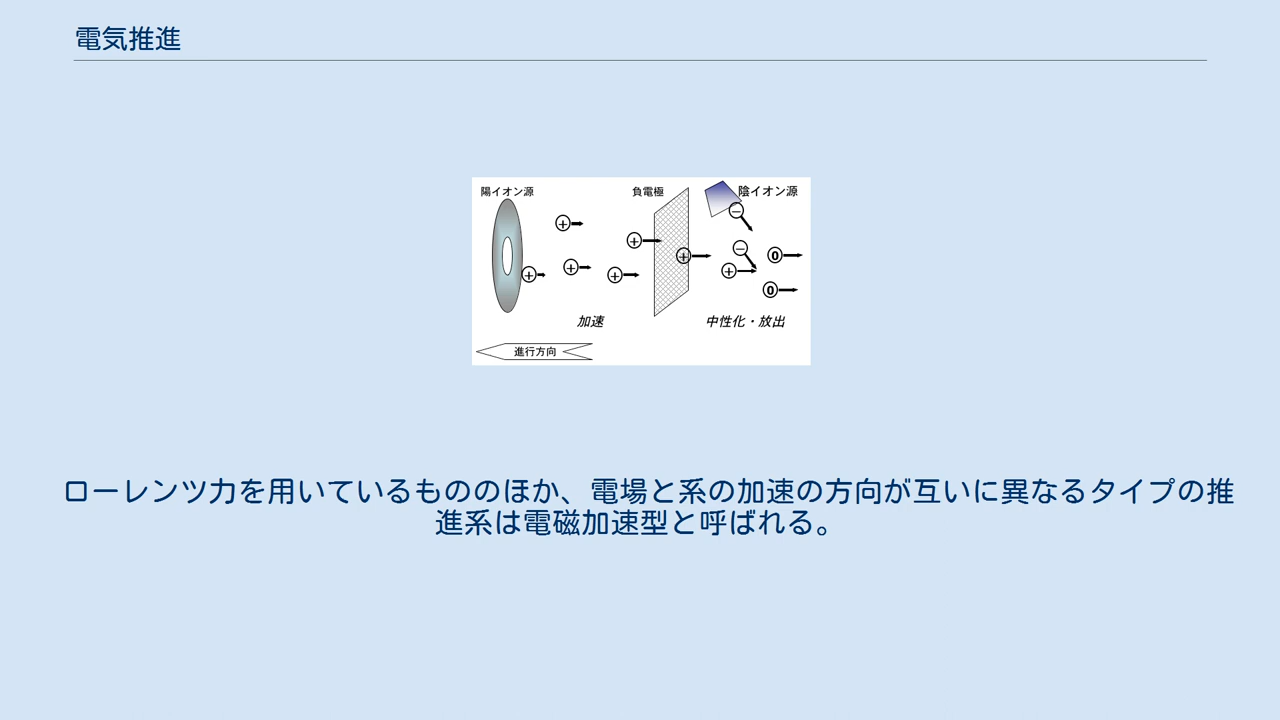 電気推進
陽イオン源
負電極
陰イオン源
+
+
+
+
+
+
+
−
−
0
0
加速
中性化・放出
進行方向
ローレンツ力を用いているもののほか、電場と系の加速の方向が互いに異なるタイプの推
進系は電磁加速型と呼ばれる。